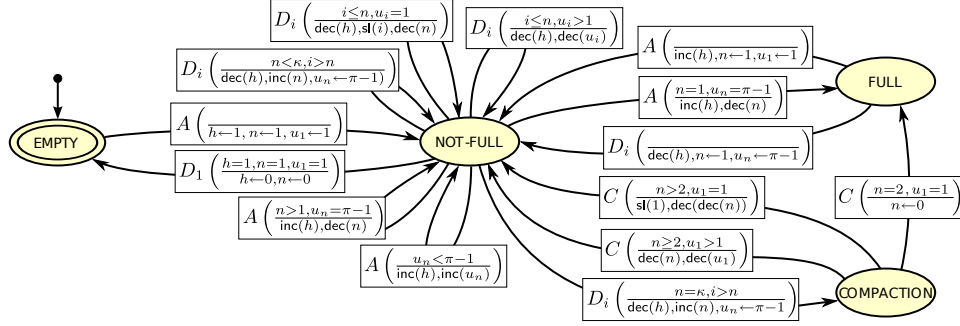 D_i ( i≤n,u_i=1 / dec(h),sl(i),dec(n) )
D_i ( i≤n,u_i>1 / dec(h),dec(u_i) )
D_i ( n<κ,i>n / dec(h),inc(n),u_n←π−1 )
A ( / inc(h),n←1,u_1←1 )
FULL
A ( n=1,u_n=π−1 / inc(h),dec(n) )
EMPTY
A ( / h←1, n←1, u_1←1 )
NOT-FULL
D_i ( / dec(h),n←1,u_n←π−1 )
D_1 ( h=1,n=1,u_1=1 / h←0,n←0 )
C ( n>2,u_1=1 / sl(1),dec(dec(n)) )
C ( n=2,u_1=1 / n←0 )
A ( n>1,u_n=π−1 / inc(h),dec(n) )
C ( n≥2,u_1>1 / dec(n),dec(u_1) )
A ( u_n<π−1 / inc(h),inc(u_n) )
D_i ( n=κ,i>n / dec(h),inc(n),u_n←π−1 )
COMPACTION